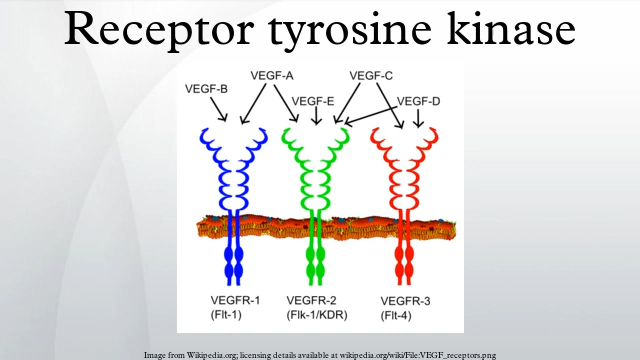 Receptor tyrosine kinase
VEGF-A
VEGF-C
VEGF-B
VEGF-E
VEGF-D
VEGFR-1
(Flt-1)
VEGFR-2
(Flk-1/KDR)
VEGFR-3
(Flt-4)
Image from Wikipedia.org; licensing details available at wikipedia.org/wiki/File:VEGF_receptors.png